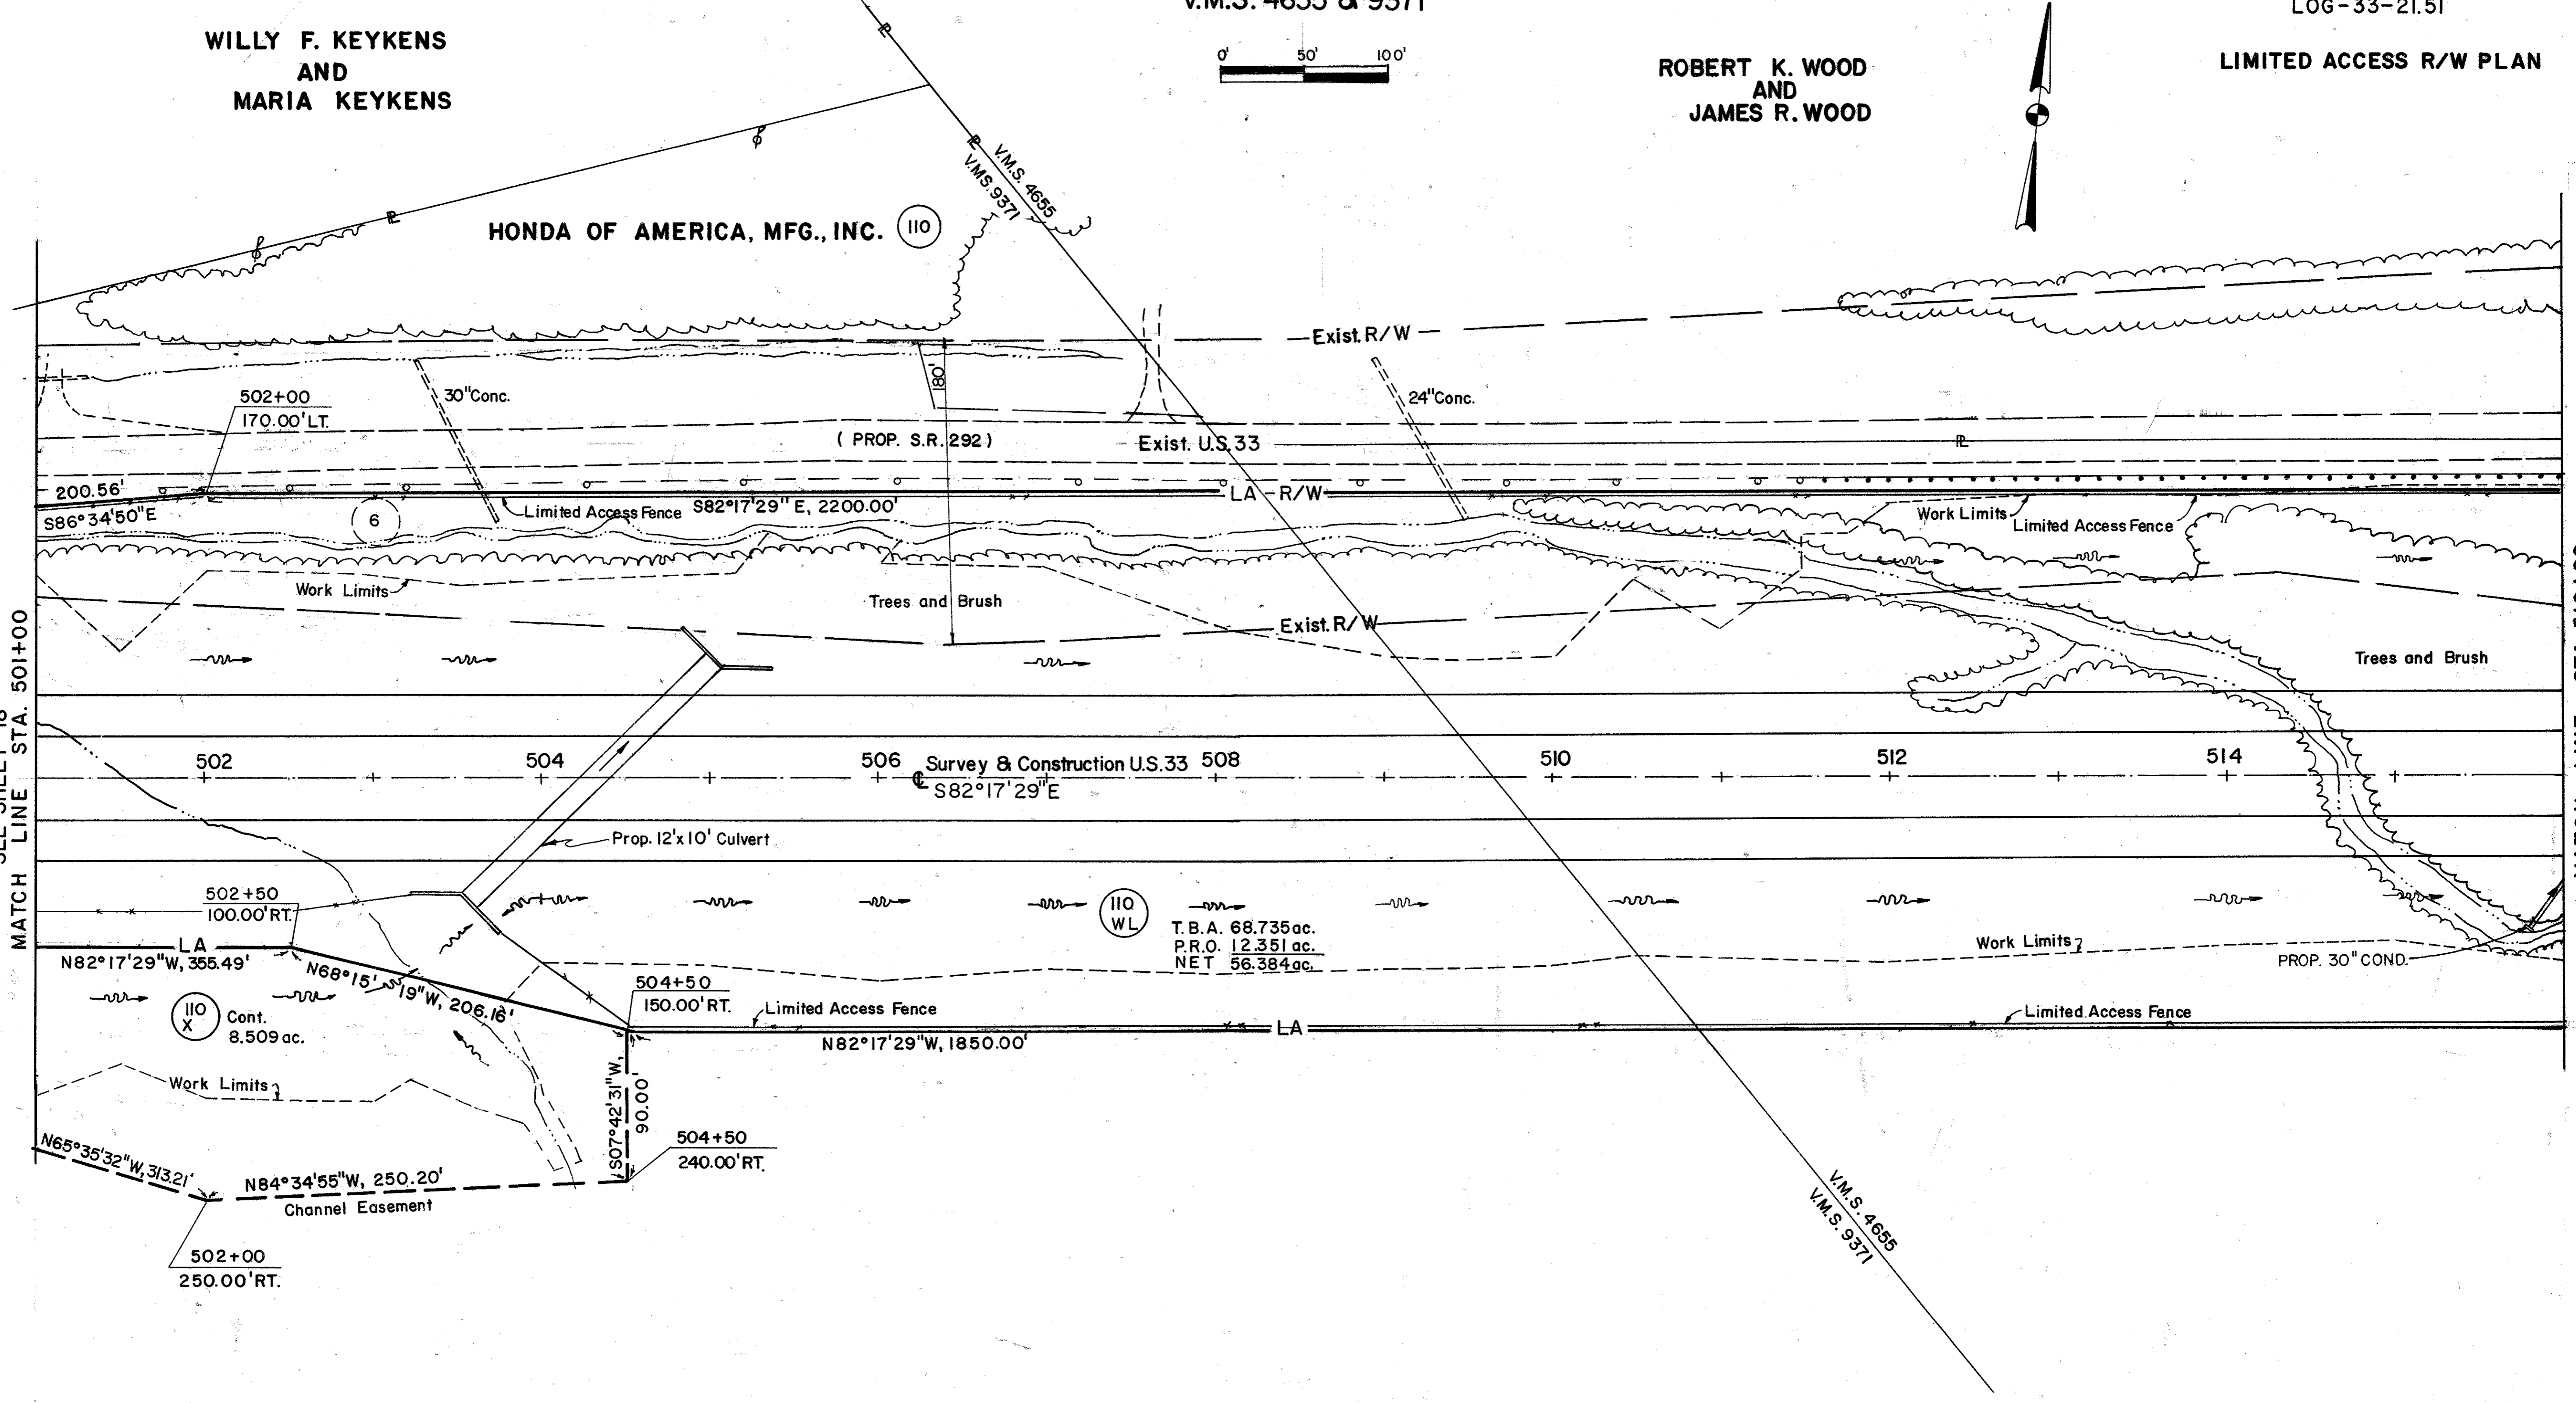 V.M.S. 4655 & 9371
LOG-33-21.51
LIMITED ACCESS R/W PLAN
WILLY F. KEYKENS
AND
MARIA KEYKENS
0' 50' 100'
ROBERT K. WOOD
AND
JAMES R. WOOD
V.M.S. 4655
V.M.S. 9371
HONDA OF AMERICA, MFG., INC. 110
Exist. R/W
502+00
170.00' LT.
30" Conc.
180'
24" Conc.
( PROP. S.R. 292 )
Exist. U.S. 33
200.56'
S86°34'50"E
6
Limited Access Fence
S82°17'29" E, 2200.00'
LA - R/W
Work Limits
Limited Access Fence
Work Limits
Trees and Brush
Exist. R/W
Trees and Brush
MATCH LINE STA. 501+00
502
504
506
508
510
512
514
Survey & Construction U.S. 33
S82°17'29"E
Prop. 12'x10' Culvert
502+50
100.00' RT.
LA
N82°17'29"W, 355.49'
N68°15'19"W, 206.16'
110
X
Cont.
8.509 ac.
504+50
150.00' RT.
Limited Access Fence
LA
N82°17'29"W, 1850.00'
110
WL
T.B.A. 68.735 ac.
P.R.O. 12.351 ac.
NET 56.384 ac.
Work Limits
PROP. 30" COND.
Limited Access Fence
Work Limits
S07°42'31"W,
90.00'
504+50
240.00' RT.
N65°35'32"W, 313.21'
N84°34'55"W, 250.20'
Channel Easement
502+00
250.00' RT.
V.M.S. 4655
V.M.S. 9371